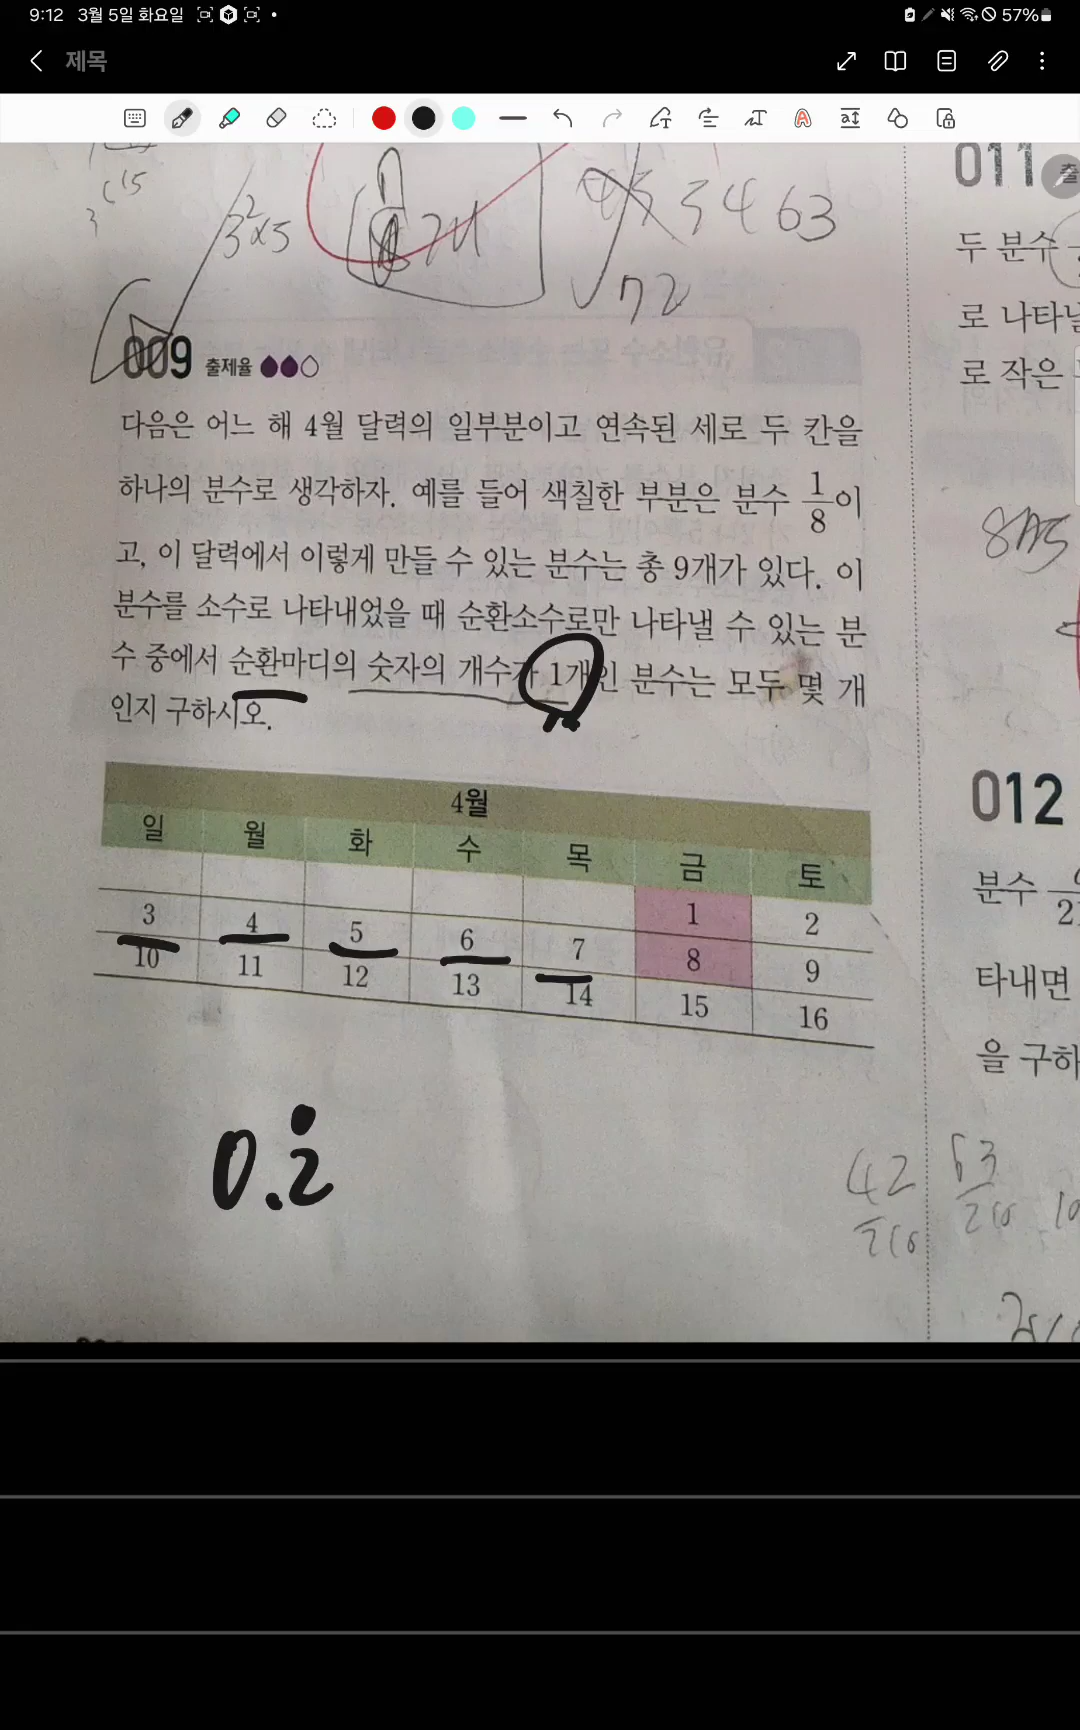 9:12 3월 5일 화요일 57%
제목
3²x5
3 4 63
72
009 출제율
다음은 어느 해 4월 달력의 일부분이고 연속된 세로 두 칸을
하나의 분수로 생각하자. 예를 들어 색칠한 부분은 분수 1/8이
고, 이 달력에서 이렇게 만들 수 있는 분수는 총 9개가 있다. 이
분수를 소수로 나타내었을 때 순환소수로만 나타낼 수 있는 분
수 중에서 순환마디의 숫자의 개수가 1개인 분수는 모두 몇 개
인지 구하시오.
4월
일 월 화 수 목 금 토
1 2
3 4 5 6 7 8 9
10 11 12 13 14 15 16
0.2̇
011
두 분수
로 나타낼
로 작은
012
분수
타내면
을 구하
42
63